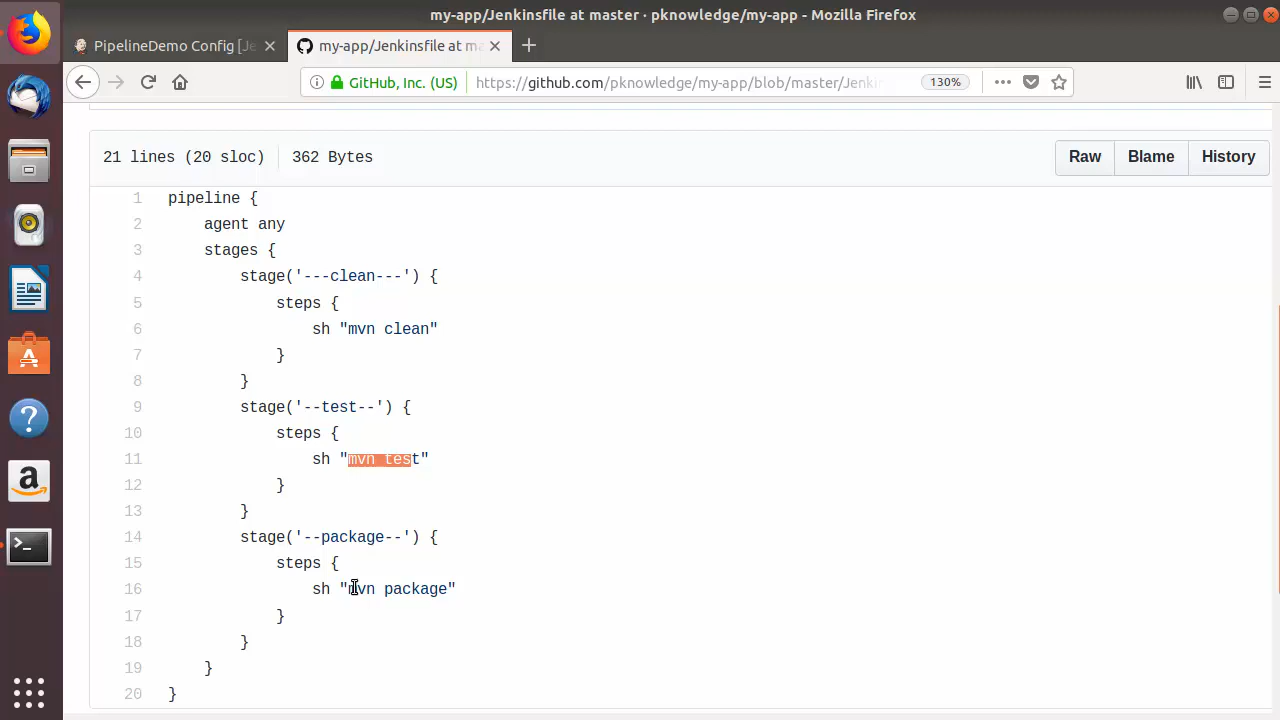 my-app/Jenkinsfile at master · pknowledge/my-app - Mozilla Firefox
PipelineDemo Config [Je
my-app/Jenkinsfile at ma
GitHub, Inc. (US) https://github.com/pknowledge/my-app/blob/master/Jenki 130%
21 lines (20 sloc) 362 Bytes Raw Blame History
1 pipeline {
2 agent any
3 stages {
4 stage('---clean---') {
5 steps {
6 sh "mvn clean"
7 }
8 }
9 stage('--test--') {
10 steps {
11 sh "mvn test"
12 }
13 }
14 stage('--package--') {
15 steps {
16 sh "mvn package"
17 }
18 }
19 }
20 }